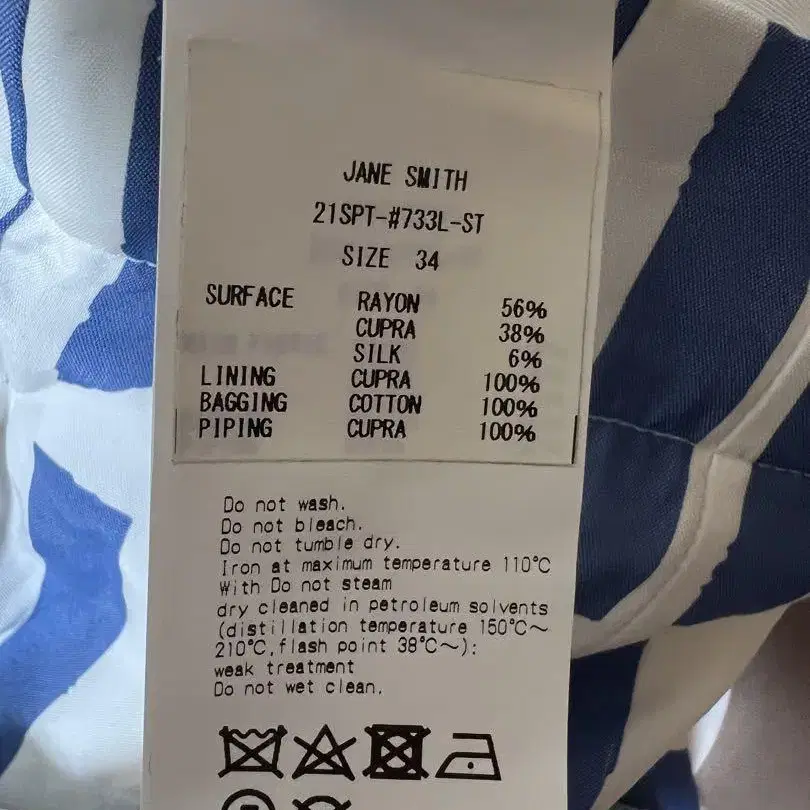 JANE SMITH
21SPT-#733L-ST
SIZE 34
SURFACE RAYON 56%
CUPRA 38%
SILK 6%
LINING CUPRA 100%
BAGGING COTTON 100%
PIPING CUPRA 100%
Do not wash.
Do not bleach.
Do not tumble dry.
Iron at maximum temperature 110°C
With Do not steam
dry cleaned in petroleum solvents
(distillation temperature 150°C～
210°C,flash point 38°C～):
weak treatment
Do not wet clean.